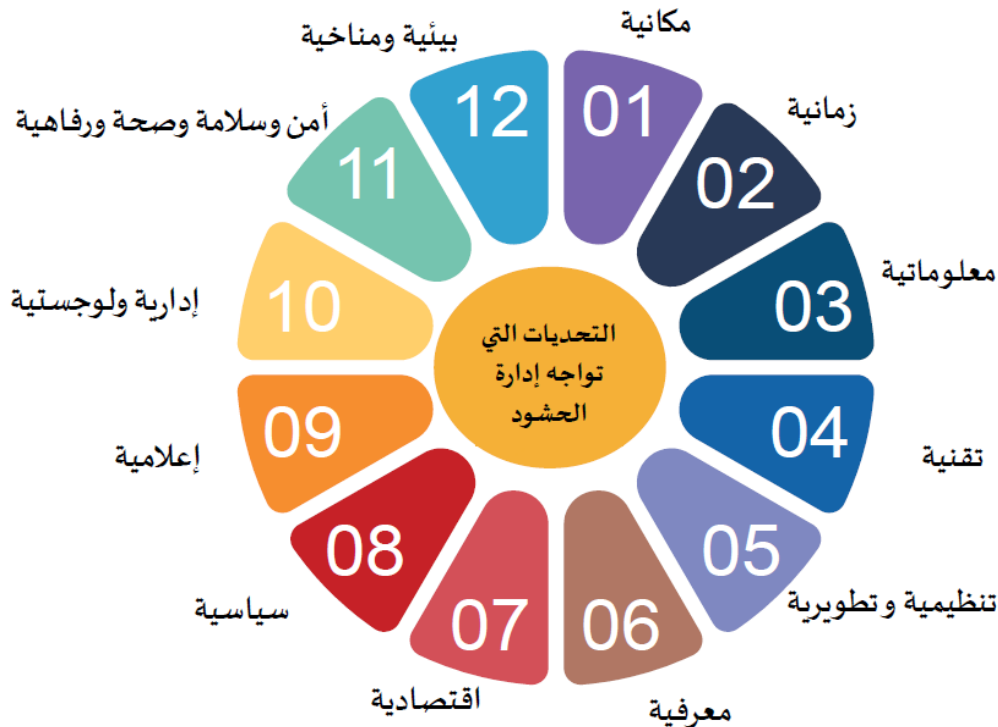 التحديات التي
تواجه إدارة
الحشود
01
مكانية
02
زمانية
03
معلوماتية
04
تقنية
05
تنظيمية وتطويرية
06
معرفية
07
اقتصادية
08
سياسية
09
إعلامية
10
إدارية ولوجستية
11
أمن وسلامة وصحة ورفاهية
12
بيئية ومناخية